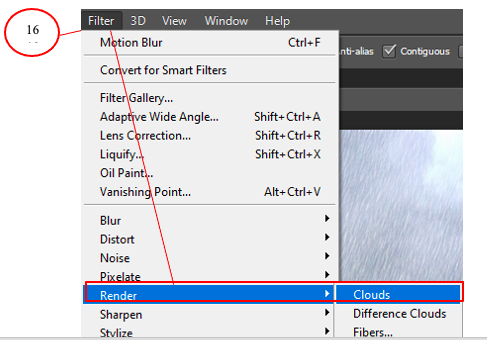 16
Filter 3D View Window Help
Motion Blur Ctrl+F
Anti-alias Contiguous
Convert for Smart Filters
Filter Gallery...
Adaptive Wide Angle... Shift+Ctrl+A
Lens Correction... Shift+Ctrl+R
Liquify... Shift+Ctrl+X
Oil Paint...
Vanishing Point... Alt+Ctrl+V
Blur
Distort
Noise
Pixelate
Render Clouds
Sharpen Difference Clouds
Stylize Fibers...